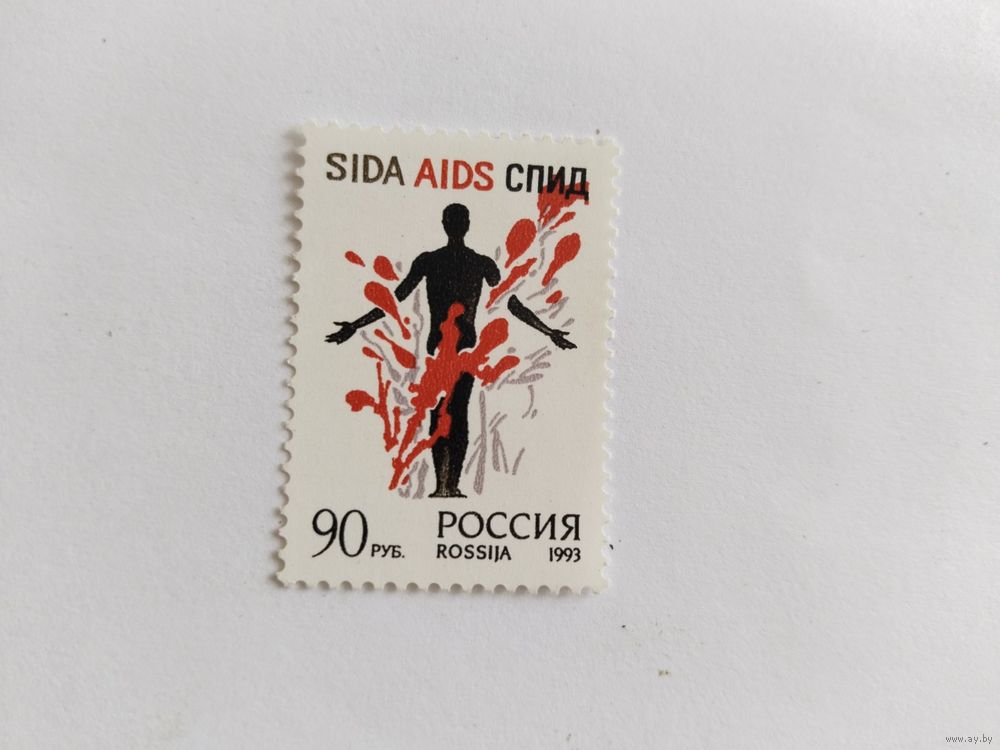 SIDA AIDS СПИД
90 РУБ.
РОССИЯ
ROSSIJA 1993
www.ay.by